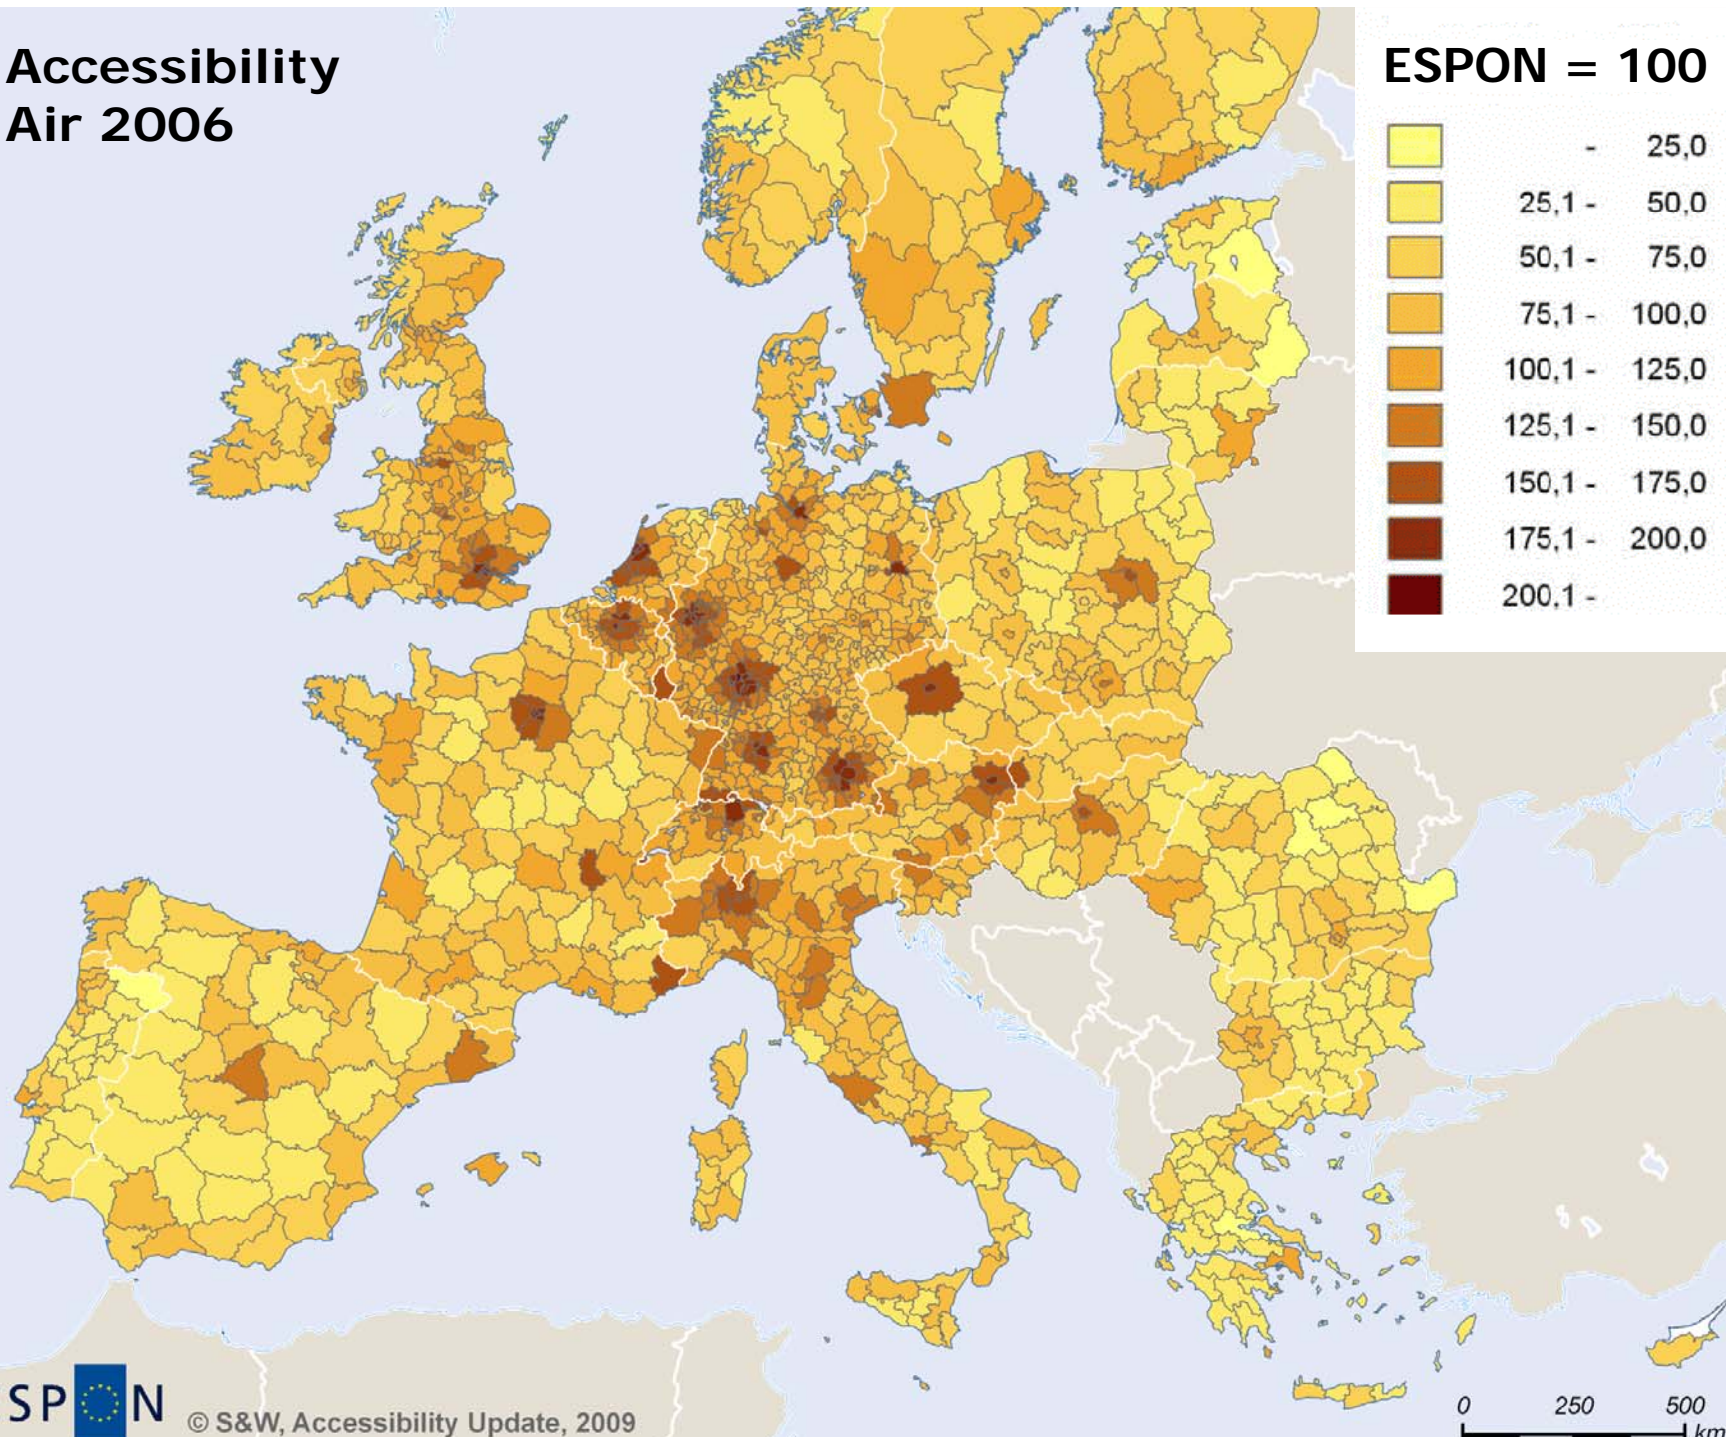 Accessibility
Air 2006
ESPON = 100
- 25,0
25,1 - 50,0
50,1 - 75,0
75,1 - 100,0
100,1 - 125,0
125,1 - 150,0
150,1 - 175,0
175,1 - 200,0
200,1 -
SP N
© S&W, Accessibility Update, 2009
0 250 500
km